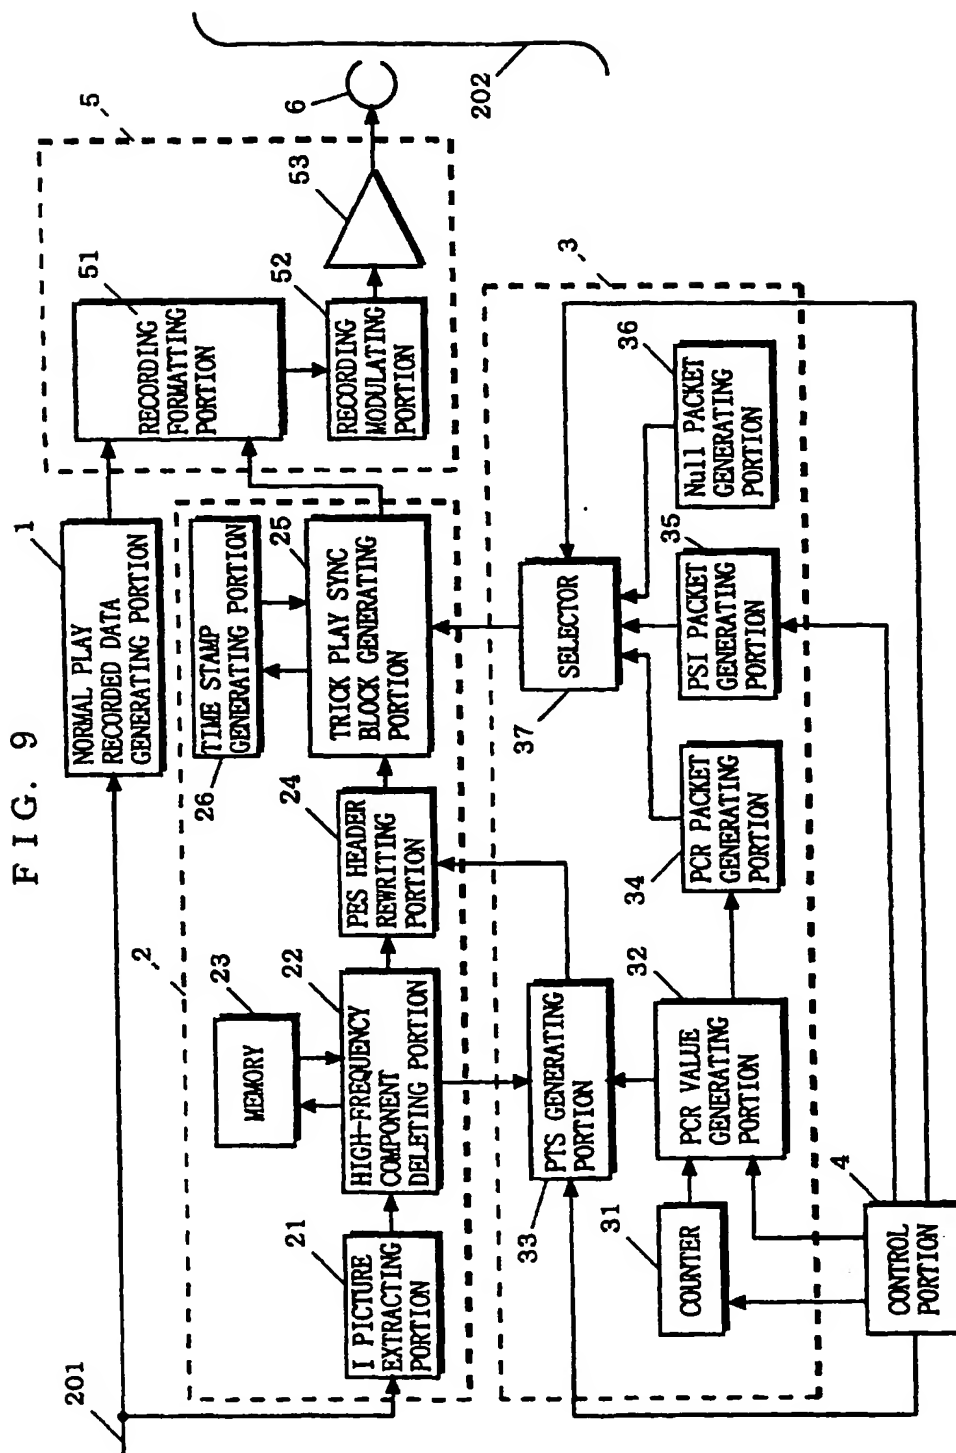 FIG. 9
201
1
NORMAL PLAY
RECORDED DATA
GENERATING PORTION
5
51
RECORDING
FORMATTING
PORTION
52
RECORDING
MODULATING
PORTION
53
6
202
2
21
I PICTURE
EXTRACTING
PORTION
22
HIGH-FREQUENCY
COMPONENT
DELETING PORTION
23
MEMORY
24
PES HEADER
REWRITING
PORTION
25
TRICK PLAY SYNC
BLOCK GENERATING
PORTION
26
TIME STAMP
GENERATING PORTION
3
31
COUNTER
32
PCR VALUE
GENERATING
PORTION
33
PTS GENERATING
PORTION
34
PCR PACKET
GENERATING
PORTION
35
PSI PACKET
GENERATING
PORTION
36
Null PACKET
GENERATING
PORTION
37
SELECTOR
4
CONTROL
PORTION